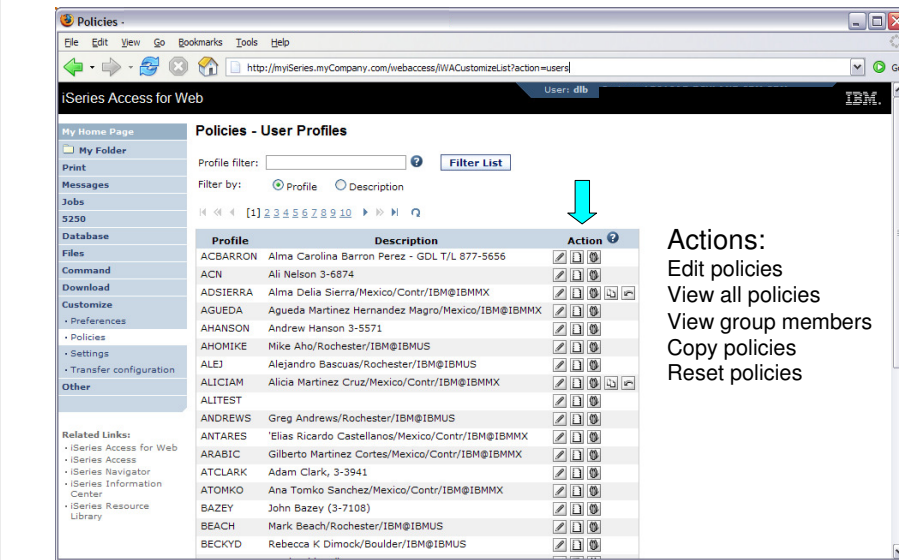 Policies -
File Edit View Go Bookmarks Tools Help
http://myiSeries.myCompany.com/webaccess/iWACustomizeList?action=users
iSeries Access for Web
User: dlb
IBM.
My Home Page
My Folder
Print
Messages
Jobs
5250
Database
Files
Command
Download
Customize
• Preferences
• Policies
• Settings
• Transfer configuration
Other
Related Links:
• iSeries Access for Web
• iSeries Access
• iSeries Navigator
• iSeries Information
Center
• iSeries Resource
Library
Policies - User Profiles
Profile filter: Filter List
Filter by: Profile Description
[1] 2 3 4 5 6 7 8 9 10
Profile Description Action
ACBARRON Alma Carolina Barron Perez - GDL T/L 877-5656
ACN Ali Nelson 3-6874
ADSIERRA Alma Delia Sierra/Mexico/Contr/IBM@IBMMX
AGUEDA Agueda Martinez Hernandez Magro/Mexico/IBM@IBMMX
AHANSON Andrew Hanson 3-5571
AHOMIKE Mike Aho/Rochester/IBM@IBMUS
ALEJ Alejandro Bascuas/Rochester/IBM@IBMUS
ALICIAM Alicia Martinez Cruz/Mexico/Contr/IBM@IBMMX
ALITEST
ANDREWS Greg Andrews/Rochester/IBM@IBMUS
ANTARES 'Elias Ricardo Castellanos/Mexico/Contr/IBM@IBMMX
ARABIC Gilberto Martinez Cortes/Mexico/Contr/IBM@IBMMX
ATCLARK Adam Clark, 3-3941
ATOMKO Ana Tomko Sanchez/Mexico/Contr/IBM@IBMMX
BAZEY John Bazey (3-7108)
BEACH Mark Beach/Rochester/IBM@IBMUS
BECKYD Rebecca K Dimock/Boulder/IBM@IBMUS
Actions:
Edit policies
View all policies
View group members
Copy policies
Reset policies